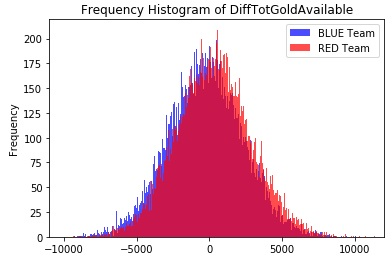 Frequency Histogram of DiffTotGoldAvailable
BLUE Team
RED Team
Frequency
200
175
150
125
100
75
50
25
0
−10000 −5000 0 5000 10000